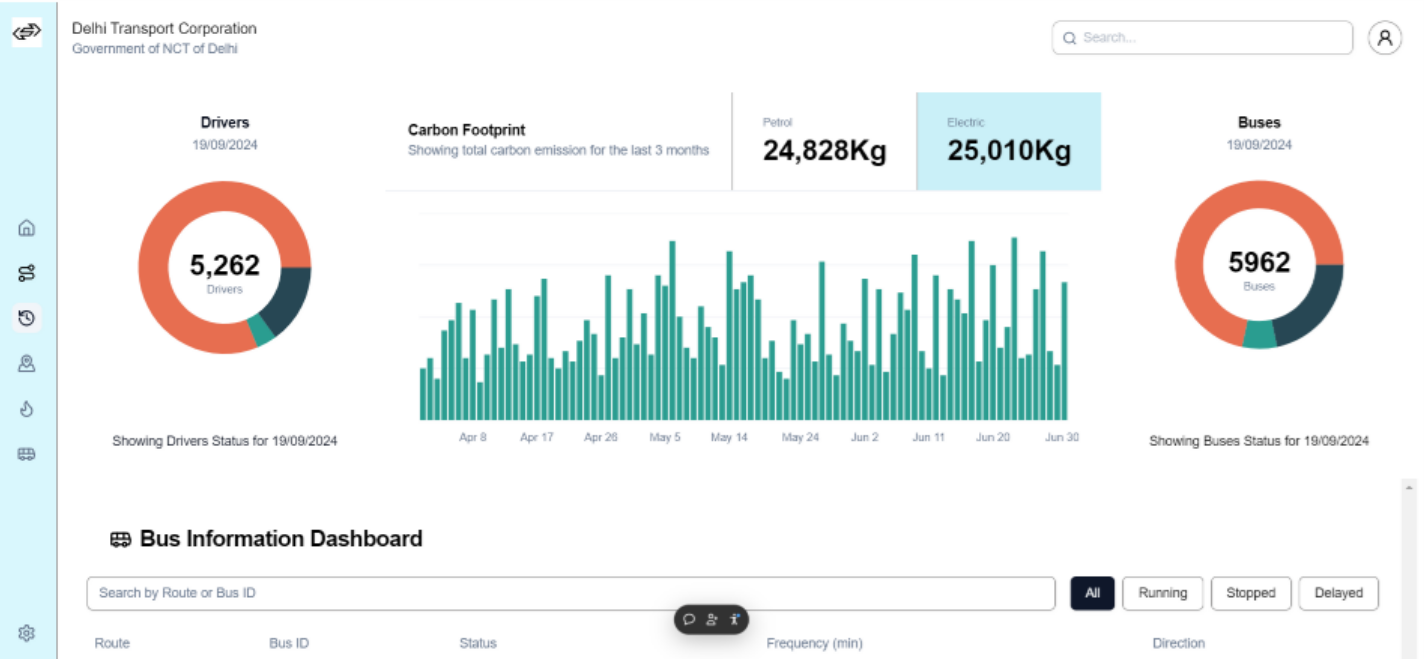 Delhi Transport Corporation
Government of NCT of Delhi
Search...
Drivers
19/09/2024
5,262
Drivers
Showing Drivers Status for 19/09/2024
Carbon Footprint
Showing total carbon emission for the last 3 months
Petrol
24,828Kg
Electric
25,010Kg
Apr 8 Apr 17 Apr 26 May 5 May 14 May 24 Jun 2 Jun 11 Jun 20 Jun 30
Buses
19/09/2024
5962
Buses
Showing Buses Status for 19/09/2024
Bus Information Dashboard
Search by Route or Bus ID
All Running Stopped Delayed
Route Bus ID Status Frequency (min) Direction